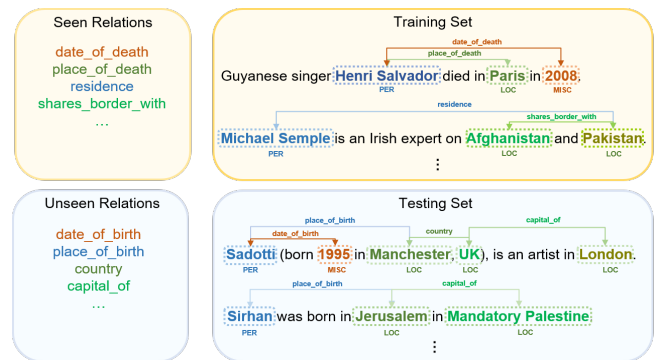 Seen Relations
date_of_death
place_of_death
residence
shares_border_with
...
Training Set
date_of_death
place_of_death
Guyanese singer Henri Salvador died in Paris in 2008.
PER LOC MISC
residence
shares_border_with
Michael Semple is an Irish expert on Afghanistan and Pakistan.
PER LOC LOC
⋮
Unseen Relations
date_of_birth
place_of_birth
country
capital_of
...
Testing Set
place_of_birth capital_of
date_of_birth country
Sadotti (born 1995 in Manchester, UK), is an artist in London.
PER MISC LOC LOC LOC
place_of_birth capital_of
Sirhan was born in Jerusalem in Mandatory Palestine
PER LOC LOC
⋮